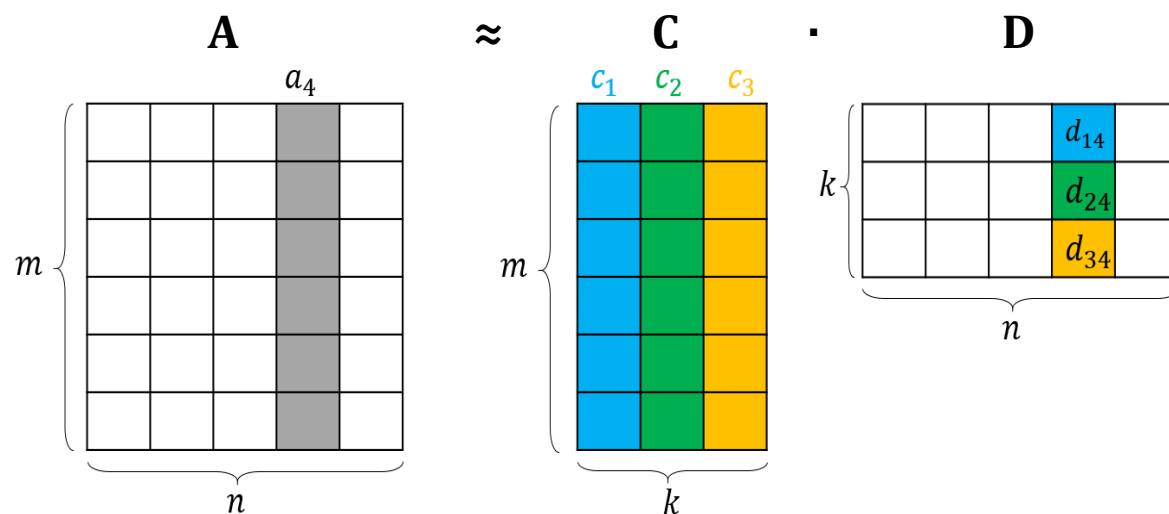 A ≈ C · D
a₄ c₁ c₂ c₃
d₁₄
k d₂₄
m m d₃₄
n
n k